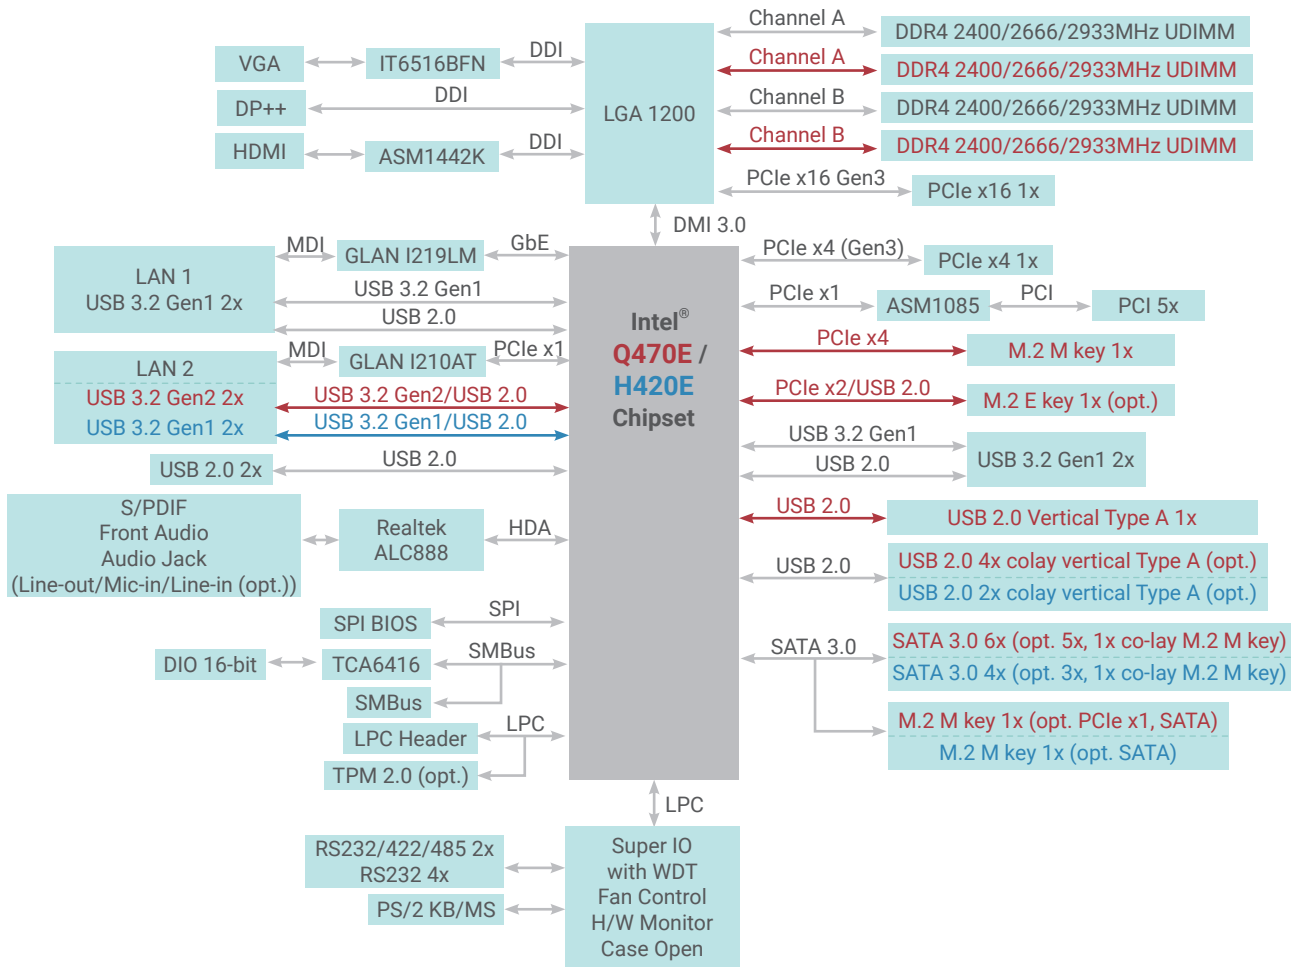 VGA
IT6516BFN
DDI
DP++
DDI
HDMI
ASM1442K
DDI
LGA 1200
Channel A
DDR4 2400/2666/2933MHz UDIMM
Channel A
DDR4 2400/2666/2933MHz UDIMM
Channel B
DDR4 2400/2666/2933MHz UDIMM
Channel B
DDR4 2400/2666/2933MHz UDIMM
PCIe x16 Gen3
PCIe x16 1x
DMI 3.0
LAN 1
USB 3.2 Gen1 2x
MDI
GLAN I219LM
GbE
USB 3.2 Gen1
USB 2.0
LAN 2
USB 3.2 Gen2 2x
USB 3.2 Gen1 2x
MDI
GLAN I210AT
PCIe x1
USB 3.2 Gen2/USB 2.0
USB 3.2 Gen1/USB 2.0
USB 2.0 2x
USB 2.0
S/PDIF
Front Audio
Audio Jack
(Line-out/Mic-in/Line-in (opt.))
Realtek
ALC888
HDA
SPI BIOS
SPI
DIO 16-bit
TCA6416
SMBus
SMBus
LPC Header
LPC
TPM 2.0 (opt.)
Intel®
Q470E /
H420E
Chipset
PCIe x4 (Gen3)
PCIe x4 1x
PCIe x1
ASM1085
PCI
PCI 5x
PCIe x4
M.2 M key 1x
PCIe x2/USB 2.0
M.2 E key 1x (opt.)
USB 3.2 Gen1
USB 2.0
USB 3.2 Gen1 2x
USB 2.0
USB 2.0 Vertical Type A 1x
USB 2.0
USB 2.0 4x colay vertical Type A (opt.)
USB 2.0 2x colay vertical Type A (opt.)
SATA 3.0
SATA 3.0 6x (opt. 5x, 1x co-lay M.2 M key)
SATA 3.0 4x (opt. 3x, 1x co-lay M.2 M key)
M.2 M key 1x (opt. PCIe x1, SATA)
M.2 M key 1x (opt. SATA)
LPC
RS232/422/485 2x
RS232 4x
PS/2 KB/MS
Super IO
with WDT
Fan Control
H/W Monitor
Case Open